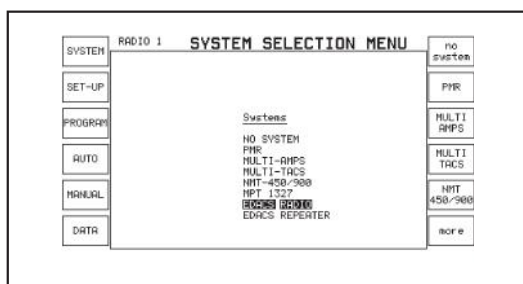 RADIO 1
SYSTEM SELECTION MENU
SYSTEM
SET-UP
PROGRAM
AUTO
MANUAL
DATA
Systems
NO SYSTEM
PMR
MULTI-AMPS
MULTI-TACS
NMT-450/900
MPT 1327
EDACS RADIO
EDACS REPEATER
no
system
PMR
MULTI
AMPS
MULTI
TACS
NMT
450/900
more